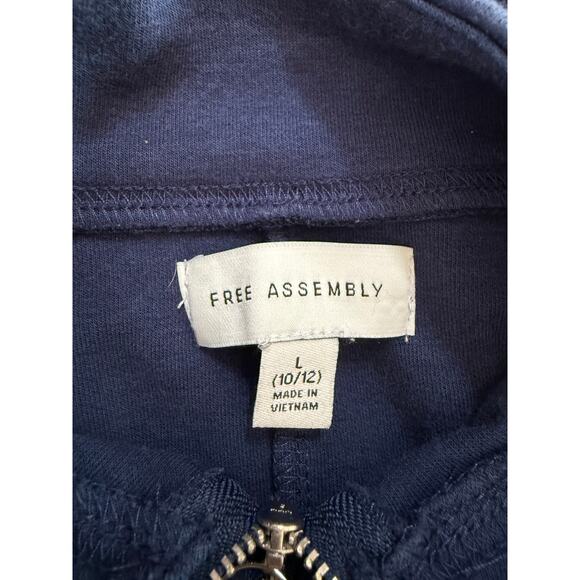 FREE ASSEMBLY
L
(10/12)
MADE IN
VIETNAM